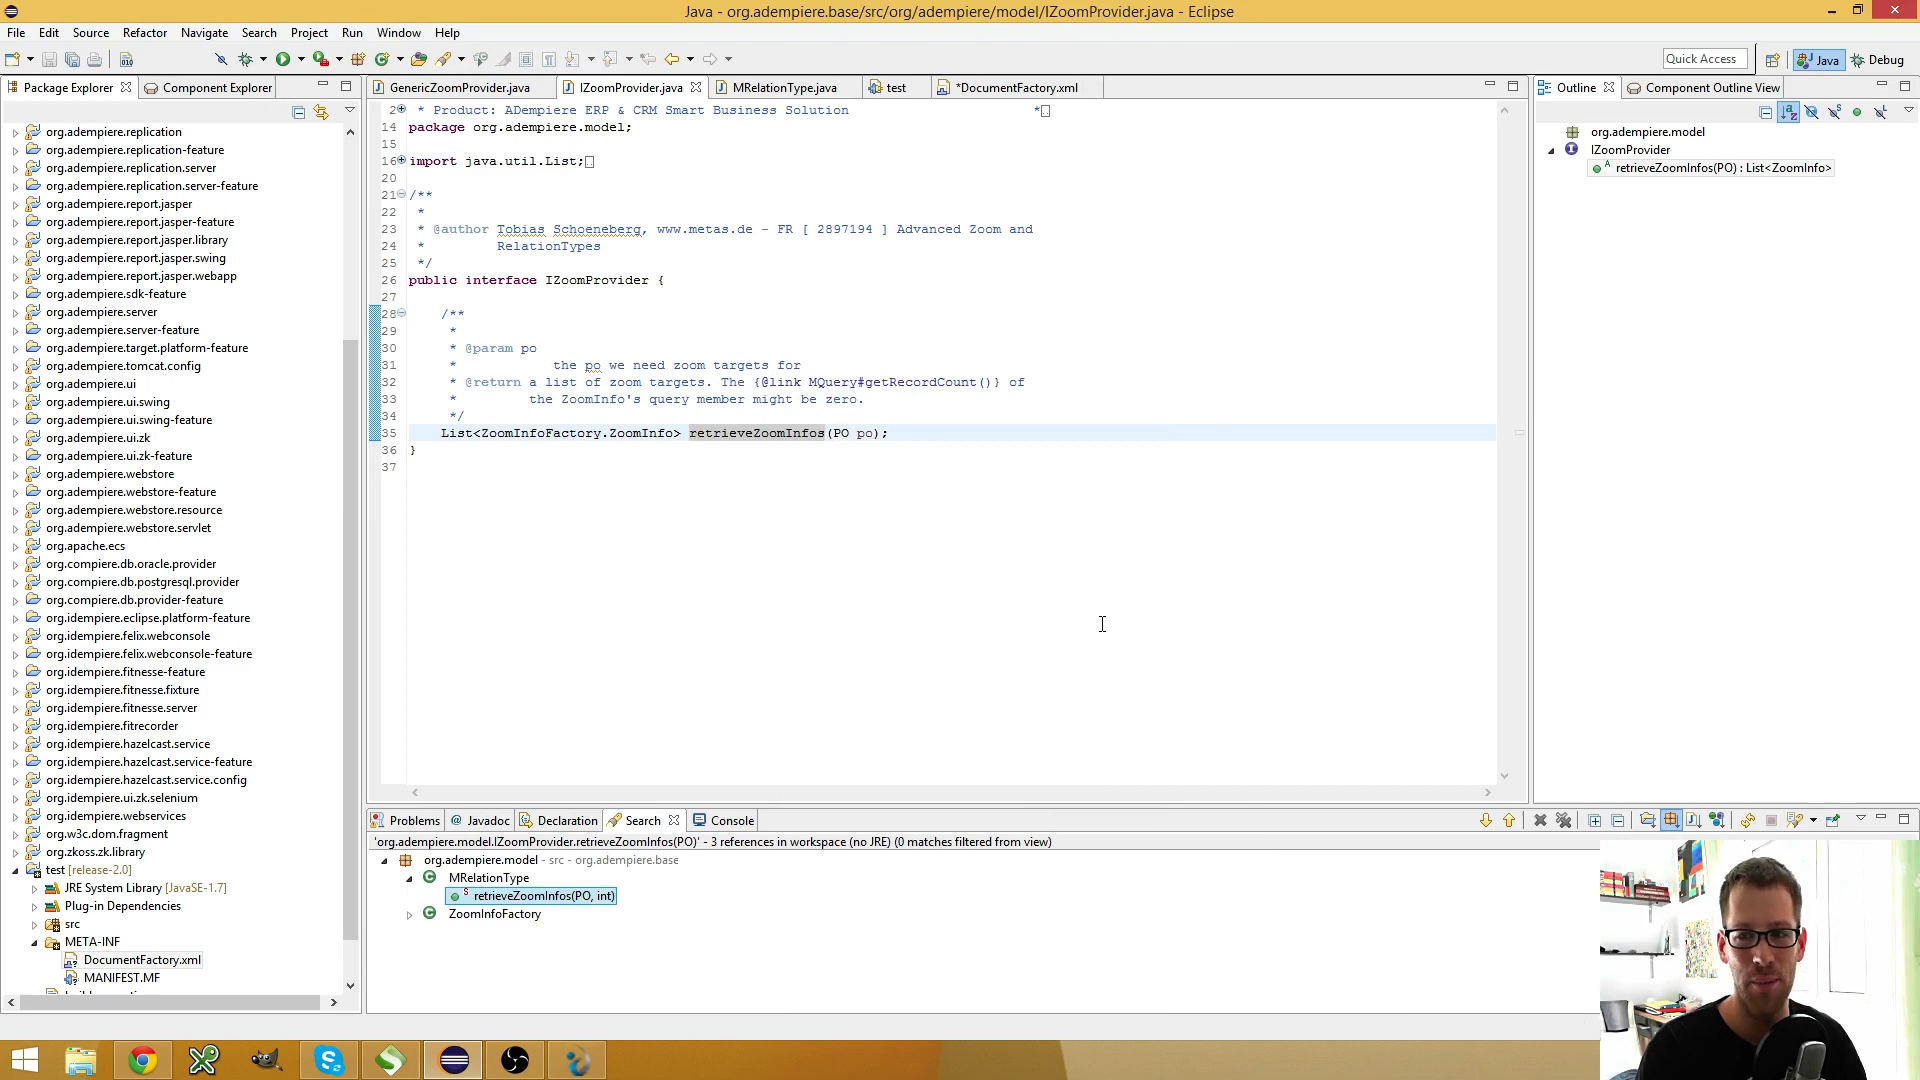 Java - org.adempiere.base/src/org/adempiere/model/IZoomProvider.java - Eclipse
File Edit Source Refactor Navigate Search Project Run Window Help
Quick Access
Java
Debug
Package Explorer
Component Explorer
GenericZoomProvider.java
IZoomProvider.java
MRelationType.java
test
*DocumentFactory.xml
Outline
Component Outline View
org.adempiere.replication
org.adempiere.replication-feature
org.adempiere.replication.server
org.adempiere.replication.server-feature
org.adempiere.report.jasper
org.adempiere.report.jasper-feature
org.adempiere.report.jasper.library
org.adempiere.report.jasper.swing
org.adempiere.report.jasper.webapp
org.adempiere.sdk-feature
org.adempiere.server
org.adempiere.server-feature
org.adempiere.target.platform-feature
org.adempiere.tomcat.config
org.adempiere.ui
org.adempiere.ui.swing
org.adempiere.ui.swing-feature
org.adempiere.ui.zk
org.adempiere.ui.zk-feature
org.adempiere.webstore
org.adempiere.webstore-feature
org.adempiere.webstore.resource
org.adempiere.webstore.servlet
org.apache.ecs
org.compiere.db.oracle.provider
org.compiere.db.postgresql.provider
org.compiere.db.provider-feature
org.idempiere.eclipse.platform-feature
org.idempiere.felix.webconsole
org.idempiere.felix.webconsole-feature
org.idempiere.fitnesse-feature
org.idempiere.fitnesse.fixture
org.idempiere.fitnesse.server
org.idempiere.fitrecorder
org.idempiere.hazelcast.service
org.idempiere.hazelcast.service-feature
org.idempiere.hazelcast.service.config
org.idempiere.ui.zk.selenium
org.idempiere.webservices
org.w3c.dom.fragment
org.zkoss.zk.library
test [release-2.0]
JRE System Library [JavaSE-1.7]
Plug-in Dependencies
src
META-INF
DocumentFactory.xml
MANIFEST.MF
2 * Product: ADempiere ERP & CRM Smart Business Solution *
14 package org.adempiere.model;
15
16 import java.util.List;
20
21 /**
22 *
23 * @author Tobias Schoeneberg, www.metas.de - FR [ 2897194 ] Advanced Zoom and
24 * RelationTypes
25 */
26 public interface IZoomProvider {
27
28 /**
29 *
30 * @param po
31 * the po we need zoom targets for
32 * @return a list of zoom targets. The {@link MQuery#getRecordCount()} of
33 * the ZoomInfo's query member might be zero.
34 */
35 List<ZoomInfoFactory.ZoomInfo> retrieveZoomInfos(PO po);
36 }
37
org.adempiere.model
IZoomProvider
retrieveZoomInfos(PO) : List<ZoomInfo>
Problems
@ Javadoc
Declaration
Search
Console
'org.adempiere.model.IZoomProvider.retrieveZoomInfos(PO)' - 3 references in workspace (no JRE) (0 matches filtered from view)
org.adempiere.model - src - org.adempiere.base
MRelationType
retrieveZoomInfos(PO, int)
ZoomInfoFactory